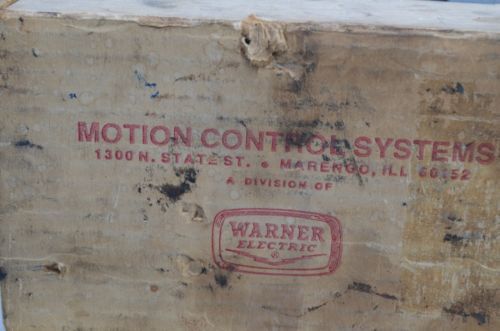 MOTION CONTROL SYSTEMS
1300 N. STATE ST. • MARENGO, ILL 60152
A DIVISION OF
WARNER
ELECTRIC
®